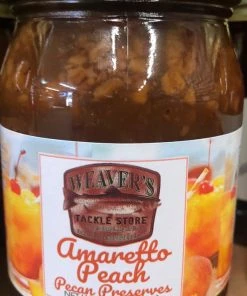 WEAVER'S
TACKLE STORE
Amaretto
Peach
Pecan Preserves